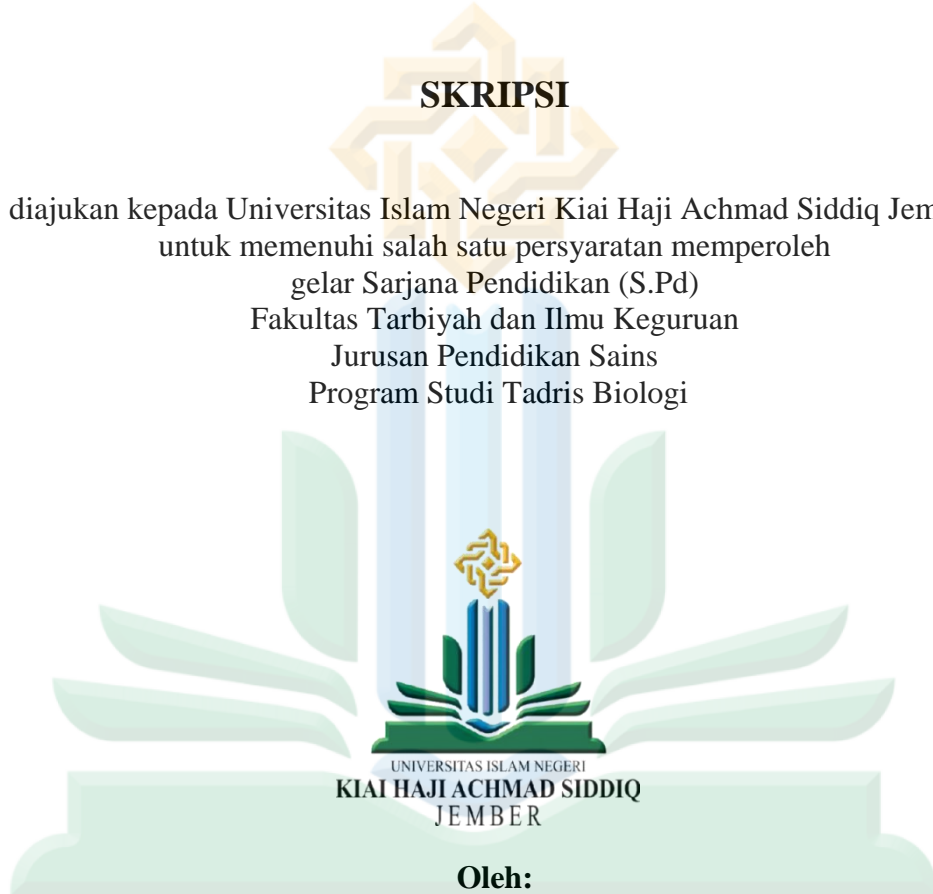 SKRIPSI
diajukan kepada Universitas Islam Negeri Kiai Haji Achmad Siddiq Jem
untuk memenuhi salah satu persyaratan memperoleh
gelar Sarjana Pendidikan (S.Pd)
Fakultas Tarbiyah dan Ilmu Keguruan
Jurusan Pendidikan Sains
Program Studi Tadris Biologi
UNIVERSITAS ISLAM NEGERI
KIAI HAJI ACHMAD SIDDIQ
JEMBER
Oleh: